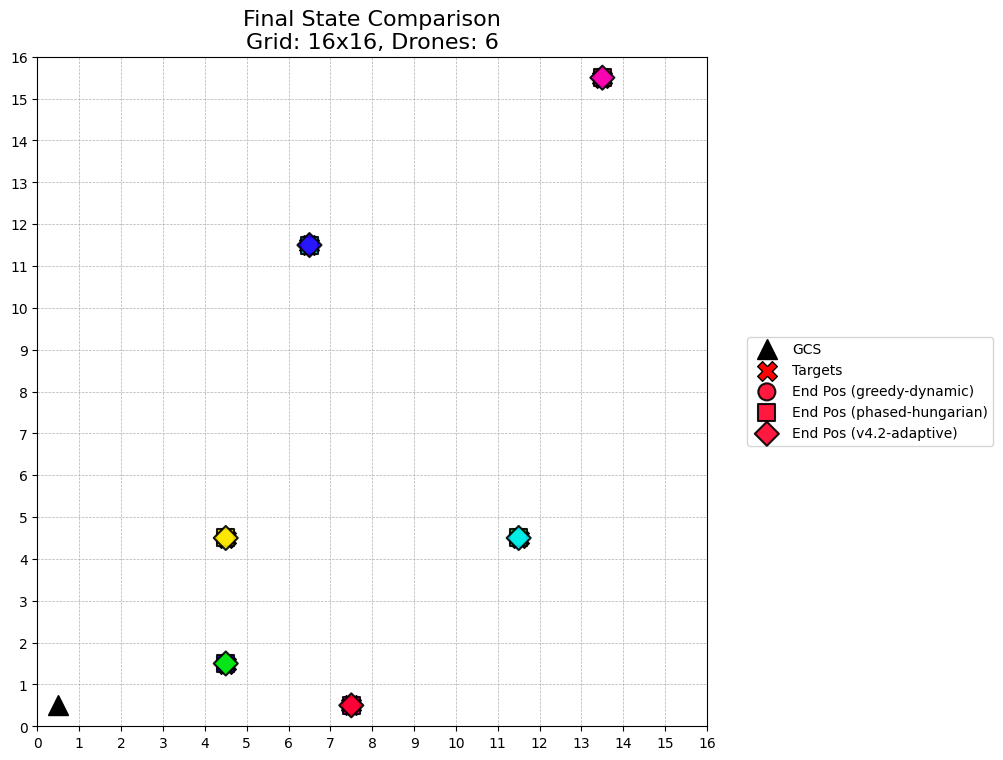 Final State Comparison
Grid: 16x16, Drones: 6
16
15
14
13
12
11
10
9
8
7
6
5
4
3
2
1
0
0 1 2 3 4 5 6 7 8 9 10 11 12 13 14 15 16
GCS
Targets
End Pos (greedy-dynamic)
End Pos (phased-hungarian)
End Pos (v4.2-adaptive)